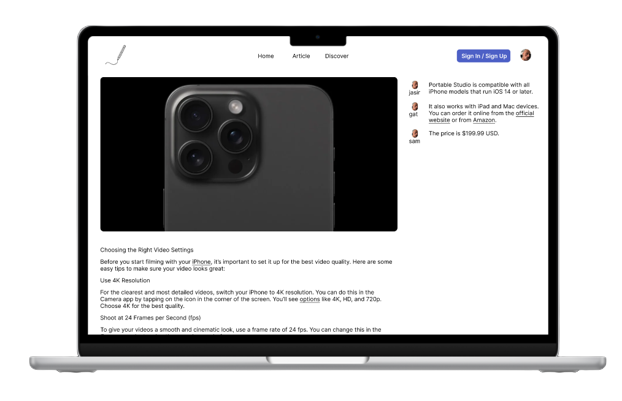 Home Article Discover Sign In / Sign Up
Portable Studio is compatible with all
iPhone models that run iOS 14 or later.
jasir
It also works with iPad and Mac devices.
You can order it online from the official
website or from Amazon.
gat
The price is $199.99 USD.
sam
Choosing the Right Video Settings
Before you start filming with your iPhone, it's important to set it up for the best video quality. Here are some
easy tips to make sure your video looks great:
Use 4K Resolution
For the clearest and most detailed videos, switch your iPhone to 4K resolution. You can do this in the
Camera app by tapping on the icon in the corner of the screen. You'll see options like 4K, HD, and 720p.
Choose 4K for the best quality.
Shoot at 24 Frames per Second (fps)
To give your videos a smooth and cinematic look, use a frame rate of 24 fps. You can change this in the